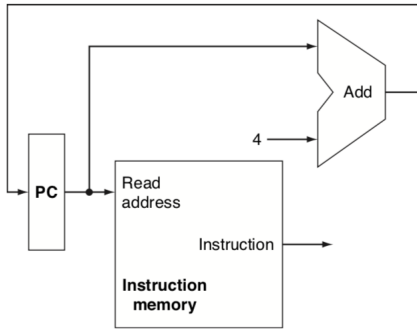 Add
4
PC
Read
address
Instruction
Instruction
memory